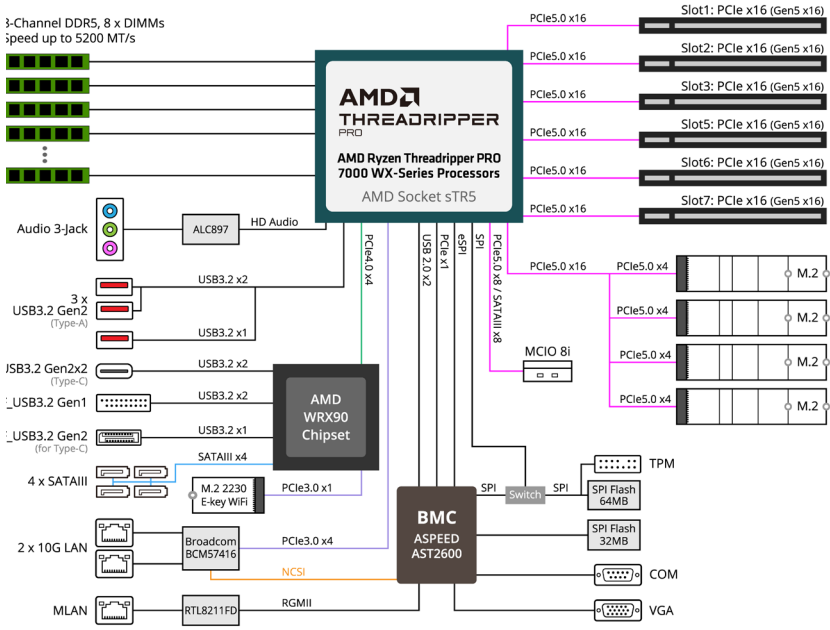 8-Channel DDR5, 8 x DIMMs
Speed up to 5200 MT/s
PCIe5.0 x16
Slot1: PCIe x16 (Gen5 x16)
PCIe5.0 x16
Slot2: PCIe x16 (Gen5 x16)
PCIe5.0 x16
Slot3: PCIe x16 (Gen5 x16)
PCIe5.0 x16
Slot5: PCIe x16 (Gen5 x16)
PCIe5.0 x16
Slot6: PCIe x16 (Gen5 x16)
PCIe5.0 x16
Slot7: PCIe x16 (Gen5 x16)
AMD
THREADRIPPER
PRO
AMD Ryzen Threadripper PRO
7000 WX-Series Processors
AMD Socket sTR5
Audio 3-Jack
ALC897
HD Audio
PCIe4.0 x4
USB 2.0 x2
PCIe x1
eSPI
SPI
PCIe5.0 x8 / SATAIII x8
PCIe5.0 x16
PCIe5.0 x4
M.2
PCIe5.0 x4
M.2
PCIe5.0 x4
M.2
PCIe5.0 x4
M.2
MCIO 8i
3 x
USB3.2 Gen2
(Type-A)
USB3.2 x2
USB3.2 x1
USB3.2 Gen2x2
(Type-C)
USB3.2 x2
_USB3.2 Gen1
USB3.2 x2
_USB3.2 Gen2
(for Type-C)
USB3.2 x1
AMD
WRX90
Chipset
4 x SATAIII
SATAIII x4
M.2 2230
E-key WiFi
PCIe3.0 x1
2 x 10G LAN
Broadcom
BCM57416
PCIe3.0 x4
NCSI
MLAN
RTL8211FD
RGMII
BMC
ASPEED
AST2600
SPI
Switch
SPI
TPM
SPI Flash
64MB
SPI Flash
32MB
COM
VGA